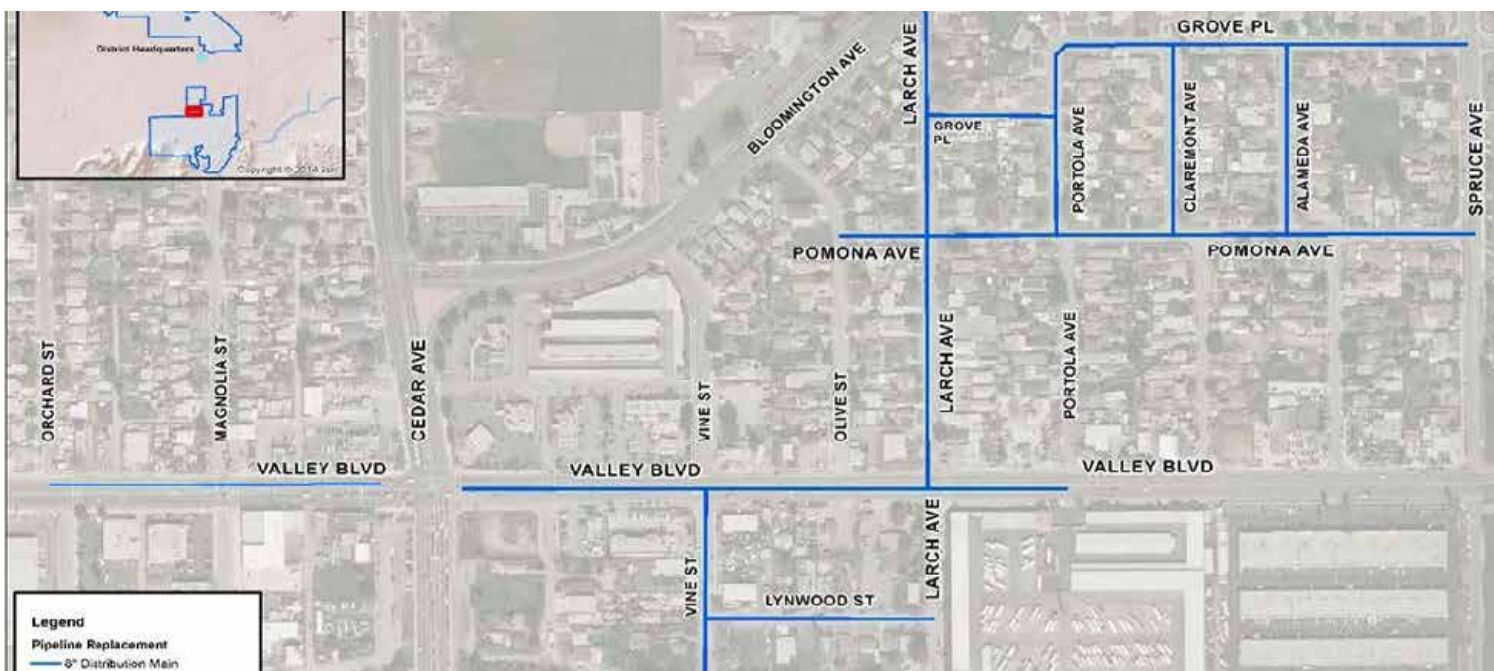 District Headquarters
Copyright © 2014 Esri
GROVE PL
BLOOMINGTON AVE
LARCH AVE
GROVE
PL
PORTOLA AVE
CLAREMONT AVE
ALAMEDA AVE
SPRUCE AVE
POMONA AVE
POMONA AVE
ORCHARD ST
MAGNOLIA ST
CEDAR AVE
VINE ST
OLIVE ST
LARCH AVE
PORTOLA AVE
VALLEY BLVD
VALLEY BLVD
VALLEY BLVD
VINE ST
LYNWOOD ST
LARCH AVE
Legend
Pipeline Replacement
8" Distribution Main